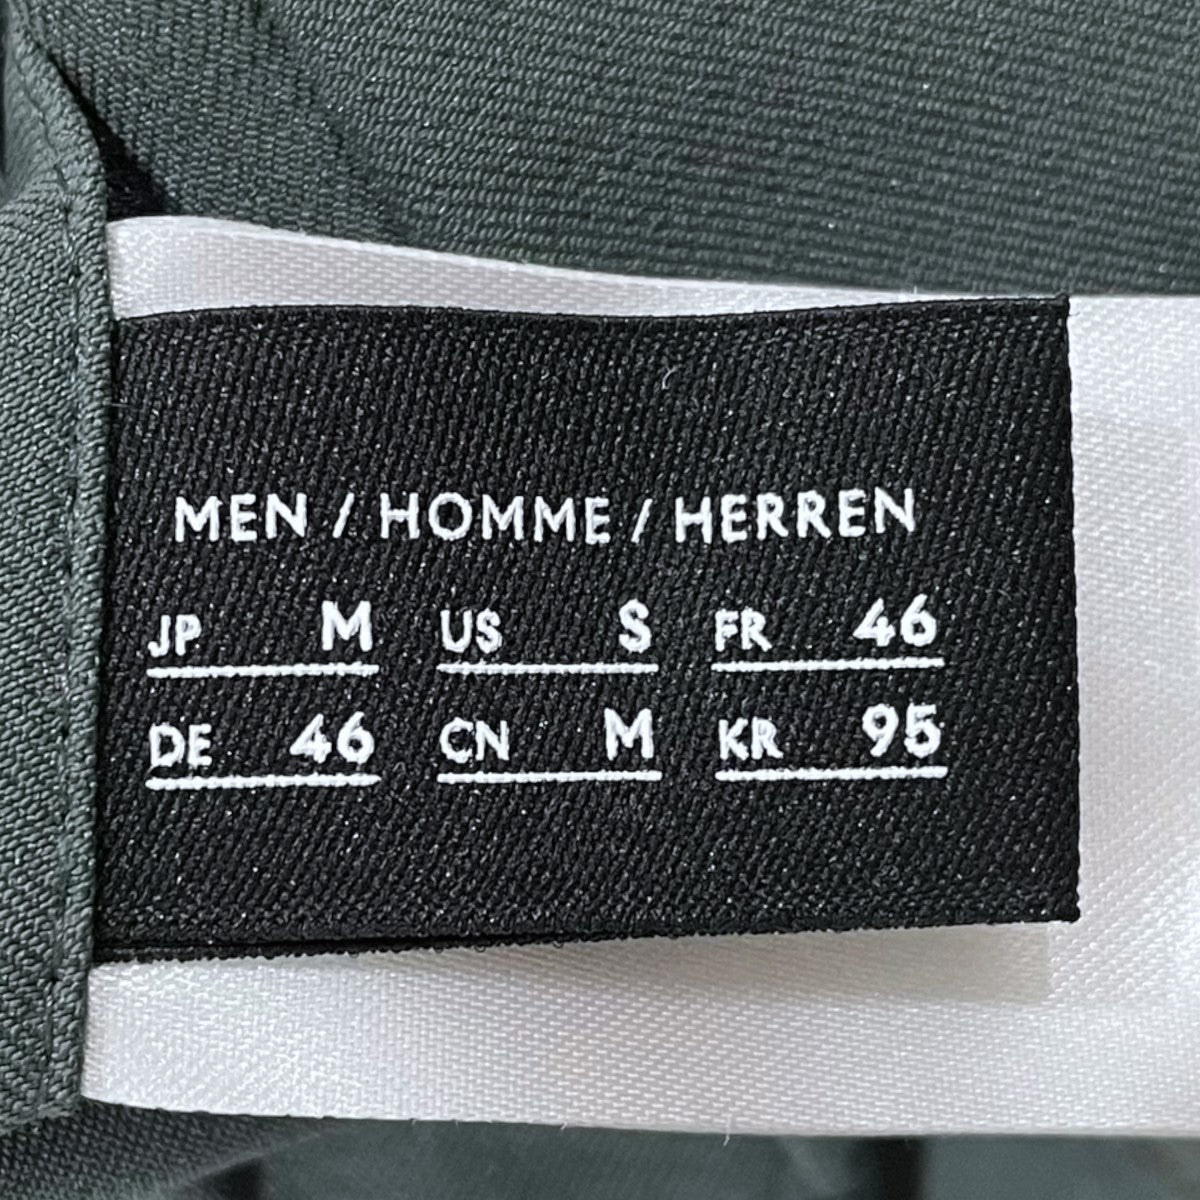 MEN / HOMME / HERREN
JP M US S FR 46
DE 46 CN M KR 95